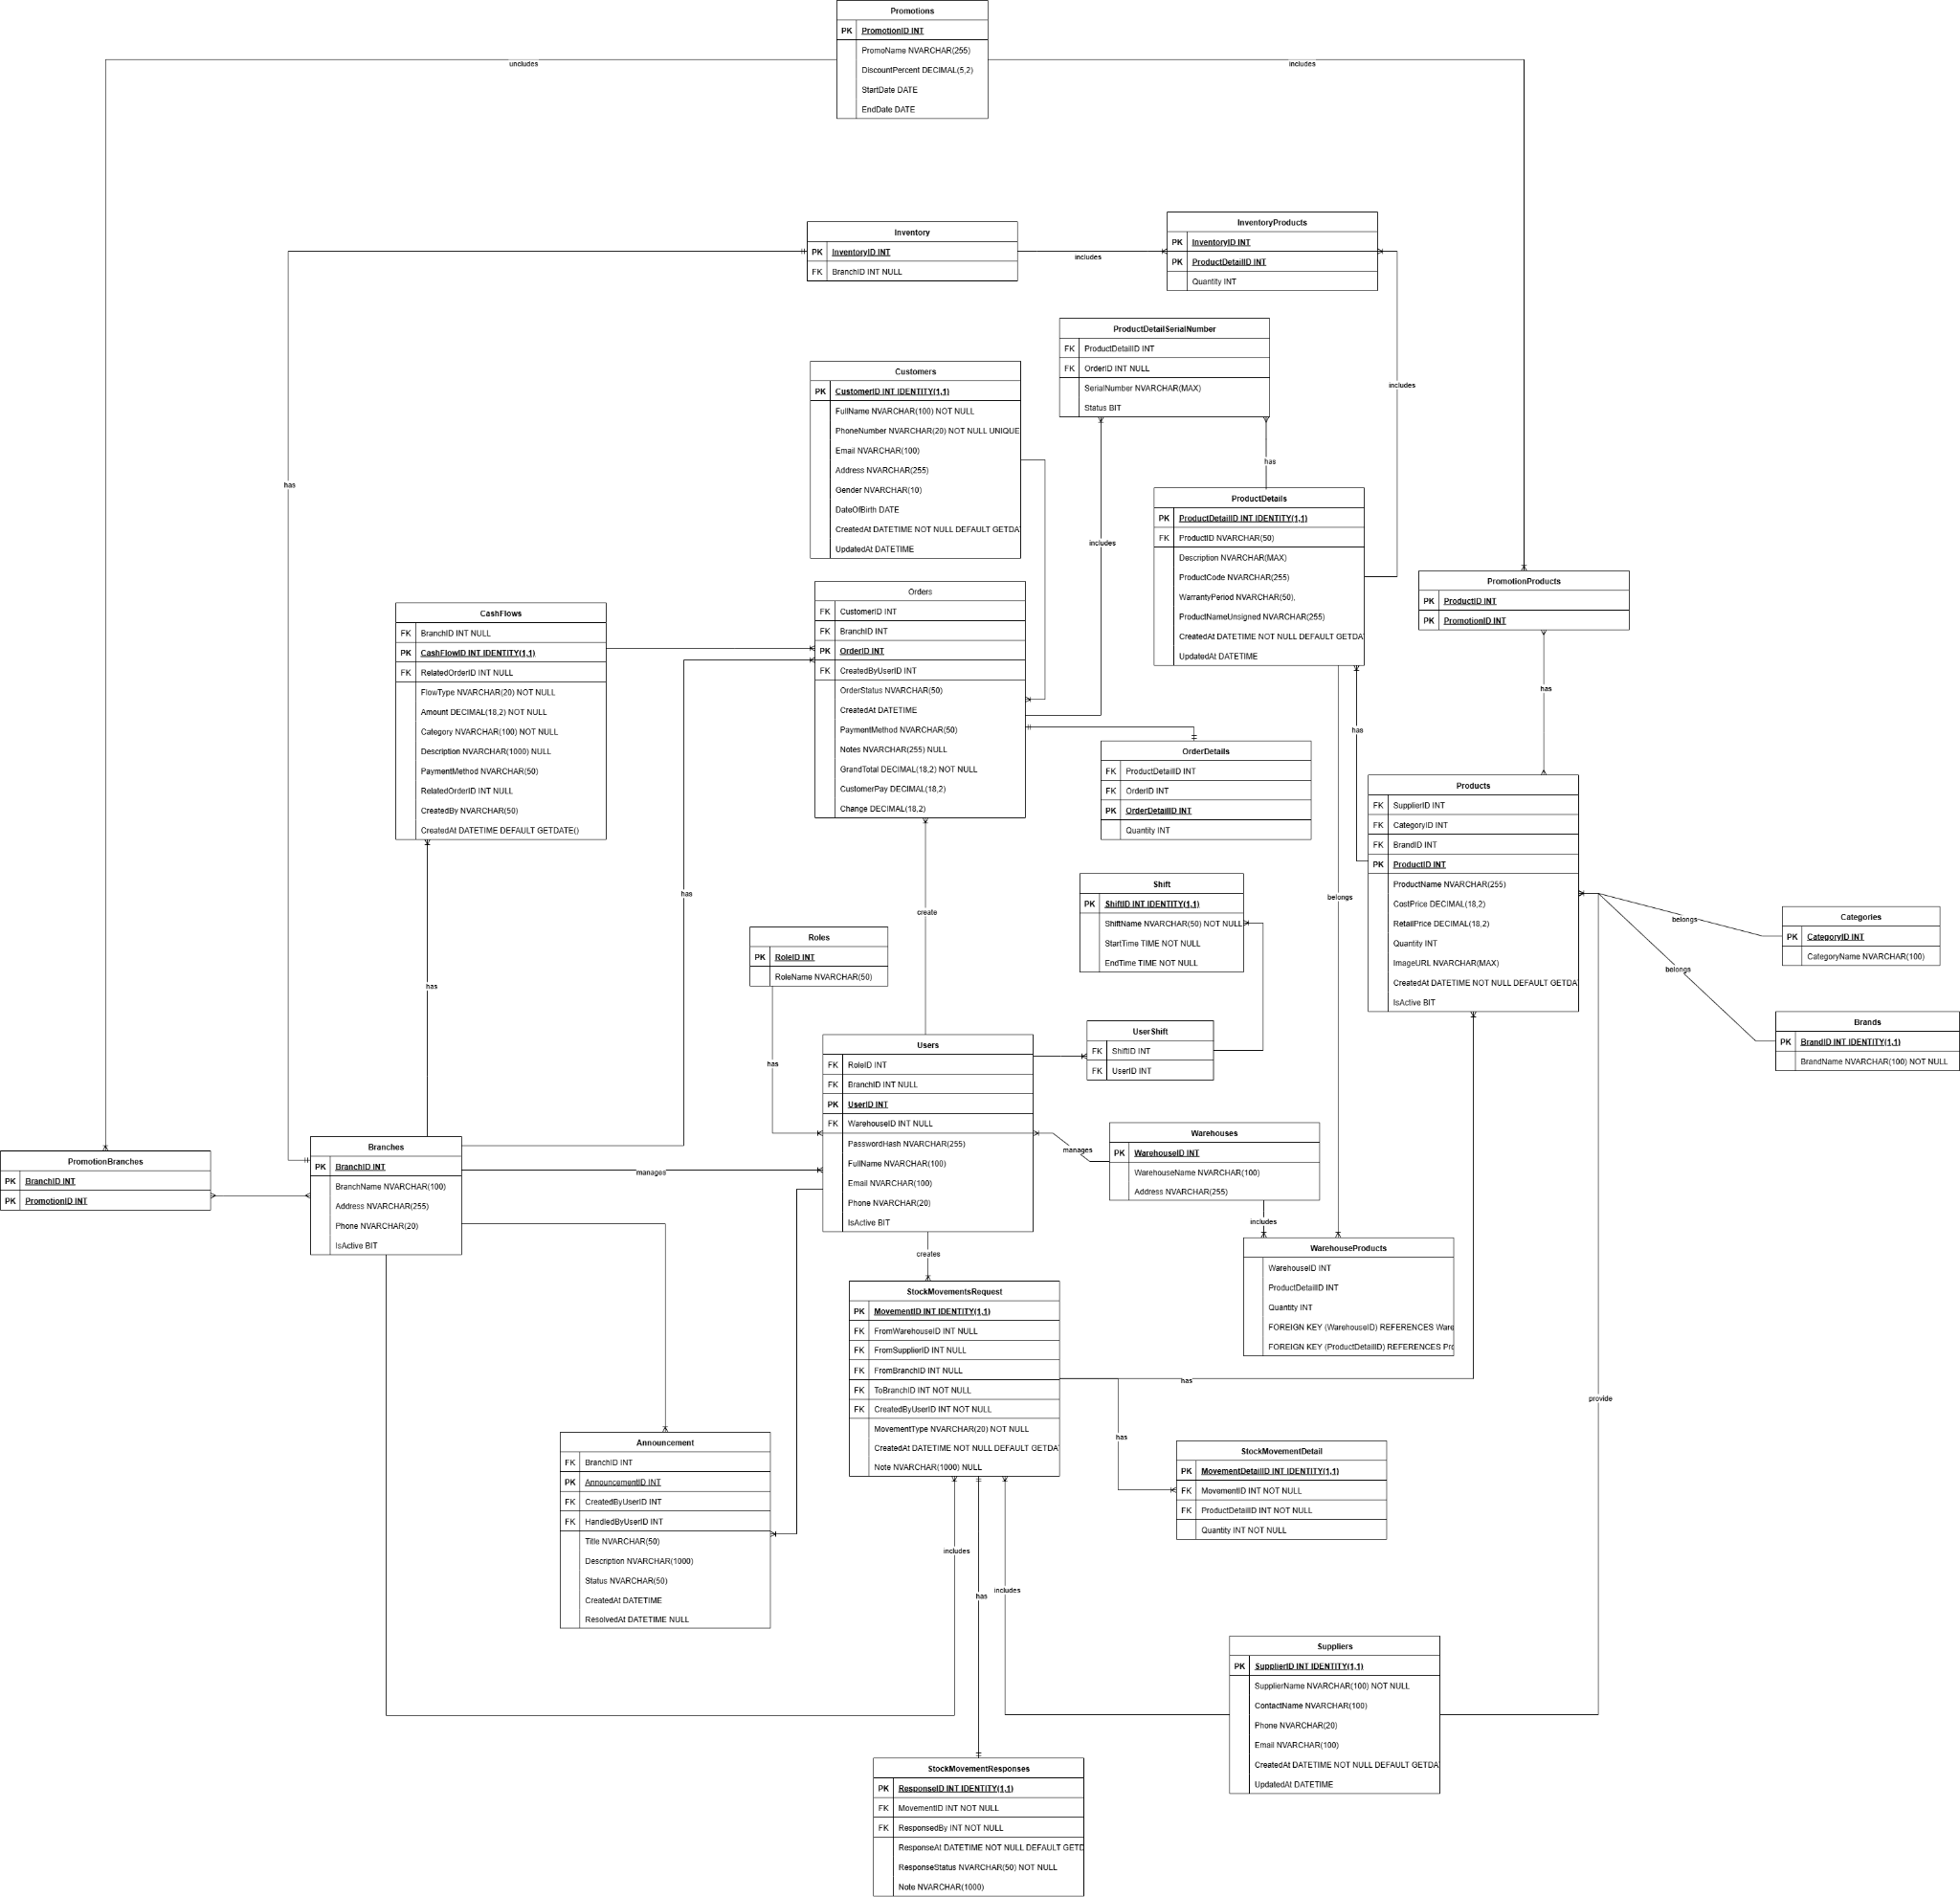 Promotions
PK PromotionID INT
PromoName NVARCHAR(255)
DiscountPercent DECIMAL(5,2)
StartDate DATE
EndDate DATE
uncludes
includes
Inventory
PK InventoryID INT
FK BranchID INT NULL
includes
InventoryProducts
PK InventoryID INT
PK ProductDetailID INT
Quantity INT
ProductDetailSerialNumber
FK ProductDetailID INT
FK OrderID INT NULL
SerialNumber NVARCHAR(MAX)
Status BIT
includes
Customers
PK CustomerID INT IDENTITY(1,1)
FullName NVARCHAR(100) NOT NULL
PhoneNumber NVARCHAR(20) NOT NULL UNIQUE
Email NVARCHAR(100)
Address NVARCHAR(255)
Gender NVARCHAR(10)
DateOfBirth DATE
CreatedAt DATETIME NOT NULL DEFAULT GETDA
UpdatedAt DATETIME
has
has
includes
ProductDetails
PK ProductDetailID INT IDENTITY(1,1)
FK ProductID NVARCHAR(50)
Description NVARCHAR(MAX)
ProductCode NVARCHAR(255)
WarrantyPeriod NVARCHAR(50),
ProductNameUnsigned NVARCHAR(255)
CreatedAt DATETIME NOT NULL DEFAULT GETDA
UpdatedAt DATETIME
PromotionProducts
PK ProductID INT
PK PromotionID INT
has
CashFlows
FK BranchID INT NULL
PK CashFlowID INT IDENTITY(1,1)
FK RelatedOrderID INT NULL
FlowType NVARCHAR(20) NOT NULL
Amount DECIMAL(18,2) NOT NULL
Category NVARCHAR(100) NOT NULL
Description NVARCHAR(1000) NULL
PaymentMethod NVARCHAR(50)
RelatedOrderID INT NULL
CreatedBy NVARCHAR(50)
CreatedAt DATETIME DEFAULT GETDATE()
Orders
FK CustomerID INT
FK BranchID INT
PK OrderID INT
FK CreatedByUserID INT
OrderStatus NVARCHAR(50)
CreatedAt DATETIME
PaymentMethod NVARCHAR(50)
Notes NVARCHAR(255) NULL
GrandTotal DECIMAL(18,2) NOT NULL
CustomerPay DECIMAL(18,2)
Change DECIMAL(18,2)
has
OrderDetails
FK ProductDetailID INT
FK OrderID INT
PK OrderDetailID INT
Quantity INT
Products
FK SupplierID INT
FK CategoryID INT
FK BrandID INT
PK ProductID INT
ProductName NVARCHAR(255)
CostPrice DECIMAL(18,2)
RetailPrice DECIMAL(18,2)
Quantity INT
ImageURL NVARCHAR(MAX)
CreatedAt DATETIME NOT NULL DEFAULT GETDA
IsActive BIT
has
create
belongs
Shift
PK ShiftID INT IDENTITY(1,1)
ShiftName NVARCHAR(50) NOT NULL
StartTime TIME NOT NULL
EndTime TIME NOT NULL
belongs
Categories
PK CategoryID INT
CategoryName NVARCHAR(100)
belongs
Brands
PK BrandID INT IDENTITY(1,1)
BrandName NVARCHAR(100) NOT NULL
Roles
PK RoleID INT
RoleName NVARCHAR(50)
has
has
UserShift
FK ShiftID INT
FK UserID INT
Users
FK RoleID INT
FK BranchID INT NULL
PK UserID INT
FK WarehouseID INT NULL
PasswordHash NVARCHAR(255)
FullName NVARCHAR(100)
Email NVARCHAR(100)
Phone NVARCHAR(20)
IsActive BIT
Warehouses
PK WarehouseID INT
WarehouseName NVARCHAR(100)
Address NVARCHAR(255)
manages
manages
PromotionBranches
PK BranchID INT
PK PromotionID INT
Branches
PK BranchID INT
BranchName NVARCHAR(100)
Address NVARCHAR(255)
Phone NVARCHAR(20)
IsActive BIT
includes
WarehouseProducts
WarehouseID INT
ProductDetailID INT
Quantity INT
FOREIGN KEY (WarehouseID) REFERENCES Ware
FOREIGN KEY (ProductDetailID) REFERENCES Pro
creates
StockMovementsRequest
PK MovementID INT IDENTITY(1,1)
FK FromWarehouseID INT NULL
FK FromSupplierID INT NULL
FK FromBranchID INT NULL
FK ToBranchID INT NOT NULL
FK CreatedByUserID INT NOT NULL
MovementType NVARCHAR(20) NOT NULL
CreatedAt DATETIME NOT NULL DEFAULT GETDA
Note NVARCHAR(1000) NULL
has
provide
has
Announcement
FK BranchID INT
PK AnnouncementID INT
FK CreatedByUserID INT
FK HandledByUserID INT
Title NVARCHAR(50)
Description NVARCHAR(1000)
Status NVARCHAR(50)
CreatedAt DATETIME
ResolvedAt DATETIME NULL
StockMovementDetail
PK MovementDetailID INT IDENTITY(1,1)
FK MovementID INT NOT NULL
FK ProductDetailID INT NOT NULL
Quantity INT NOT NULL
includes
has
includes
Suppliers
PK SupplierID INT IDENTITY(1,1)
SupplierName NVARCHAR(100) NOT NULL
ContactName NVARCHAR(100)
Phone NVARCHAR(20)
Email NVARCHAR(100)
CreatedAt DATETIME NOT NULL DEFAULT GETDA
UpdatedAt DATETIME
StockMovementResponses
PK ResponseID INT IDENTITY(1,1)
FK MovementID INT NOT NULL
FK ResponsedBy INT NOT NULL
ResponseAt DATETIME NOT NULL DEFAULT GETD
ResponseStatus NVARCHAR(50) NOT NULL
Note NVARCHAR(1000)